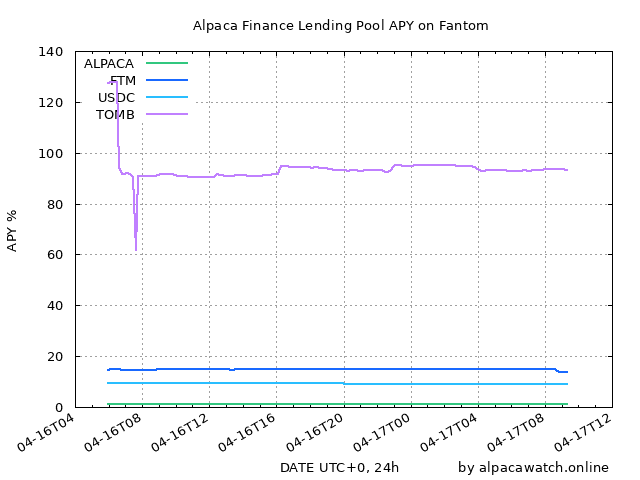 Alpaca Finance Lending Pool APY on Fantom
140
120
100
80
60
40
20
0
APY %
ALPACA
FTM
USDC
TOMB
04-16T04
04-16T08
04-16T12
04-16T16
04-16T20
04-17T00
04-17T04
04-17T08
04-17T12
DATE UTC+0, 24h
by alpacawatch.online